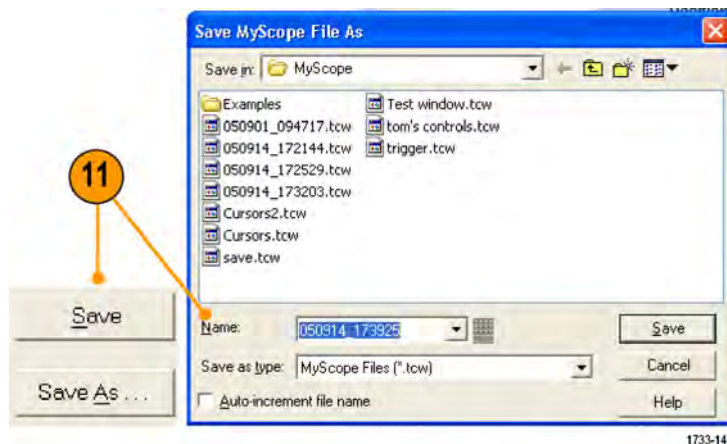 Save MyScope File As
Save in: MyScope
Examples
050901_094717.tcw
050914_172144.tcw
050914_172529.tcw
050914_173203.tcw
Cursors2.tcw
Cursors.tcw
save.tcw
Test window.tcw
tom's controls.tcw
trigger.tcw
11
Save
Save As . . .
Name: 050914_173925
Save
Save as type: MyScope Files (*.tcw)
Cancel
Auto-increment file name
Help